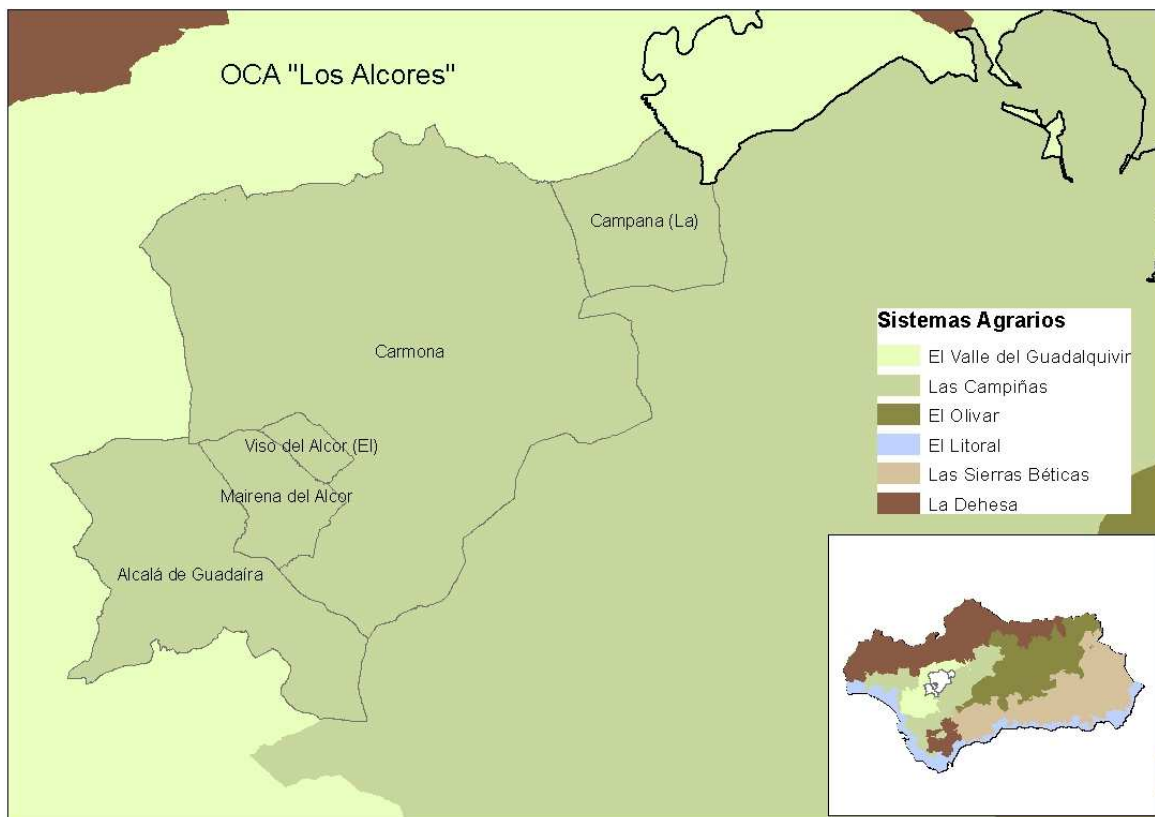 OCA "Los Alcores"
Campana (La)
Carmona
Viso del Alcor (El)
Mairena del Alcor
Alcalá de Guadaíra
Sistemas Agrarios
El Valle del Guadalquivir
Las Campiñas
El Olivar
El Litoral
Las Sierras Béticas
La Dehesa